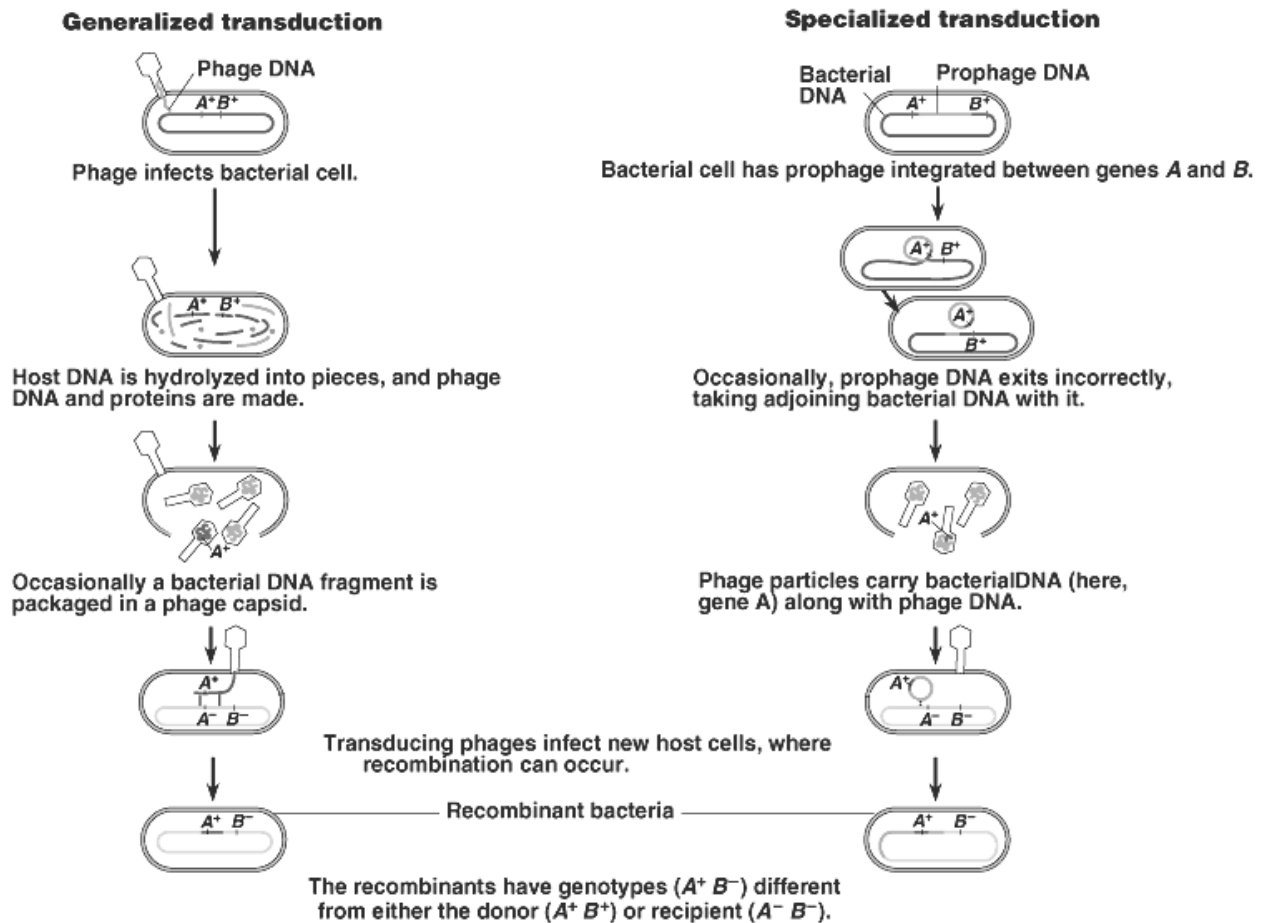 Generalized transduction
Phage DNA
A⁺ B⁺
Phage infects bacterial cell.
A⁺ B⁺
Host DNA is hydrolyzed into pieces, and phage
DNA and proteins are made.
A⁺
Occasionally a bacterial DNA fragment is
packaged in a phage capsid.
A⁺
A⁻ B⁻
A⁺ B⁻
Specialized transduction
Bacterial
DNA
Prophage DNA
A⁺ B⁺
Bacterial cell has prophage integrated between genes A and B.
A⁺ B⁺
A⁺
B⁺
Occasionally, prophage DNA exits incorrectly,
taking adjoining bacterial DNA with it.
A⁺
Phage particles carry bacterialDNA (here,
gene A) along with phage DNA.
A⁺
A⁻ B⁻
A⁺ B⁻
Transducing phages infect new host cells, where
recombination can occur.
Recombinant bacteria
The recombinants have genotypes (A⁺ B⁻) different
from either the donor (A⁺ B⁺) or recipient (A⁻ B⁻).